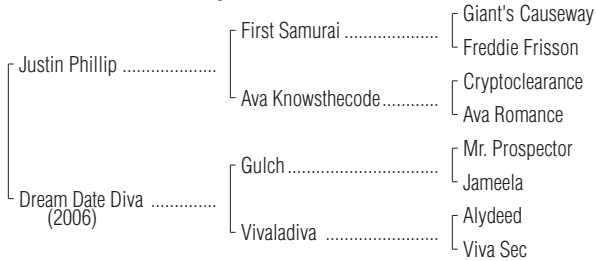 Giant's Causeway
First Samurai ....................
Freddie Frisson
Justin Phillip ....................
Cryptoclearance
Ava Knowsthecode............
Ava Romance
Mr. Prospector
Gulch................................
Jameela
Dream Date Diva ..............
(2006)
Alydeed
Vivaladiva ........................
Viva Sec